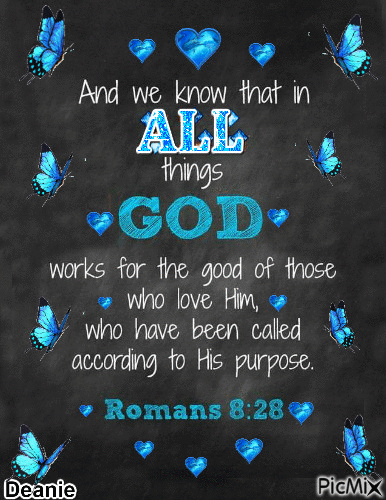 And we know that in
ALL
things
GOD
works for the good of those
who love Him,
who have been called
according to His purpose.
Romans 8:28
Deanie
PicMix